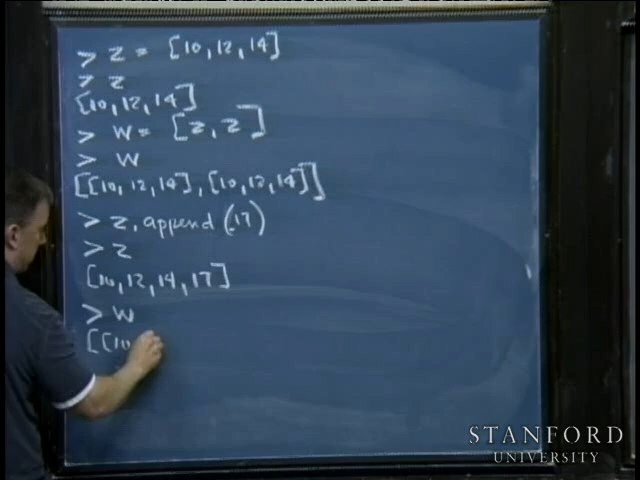 > z = [10, 12, 14]
> z
[10, 12, 14]
> w = [z, z]
> w
[[10, 12, 14], [10, 12, 14]]
> z.append(17)
> z
[10, 12, 14, 17]
> w
[[10
STANFORD
UNIVERSITY